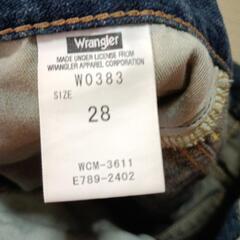 Wrangler
MADE UNDER LICENSE FROM
WRANGLER APPAREL CORPORATION
W0383
SIZE
28
WCM-3611
E789-2402